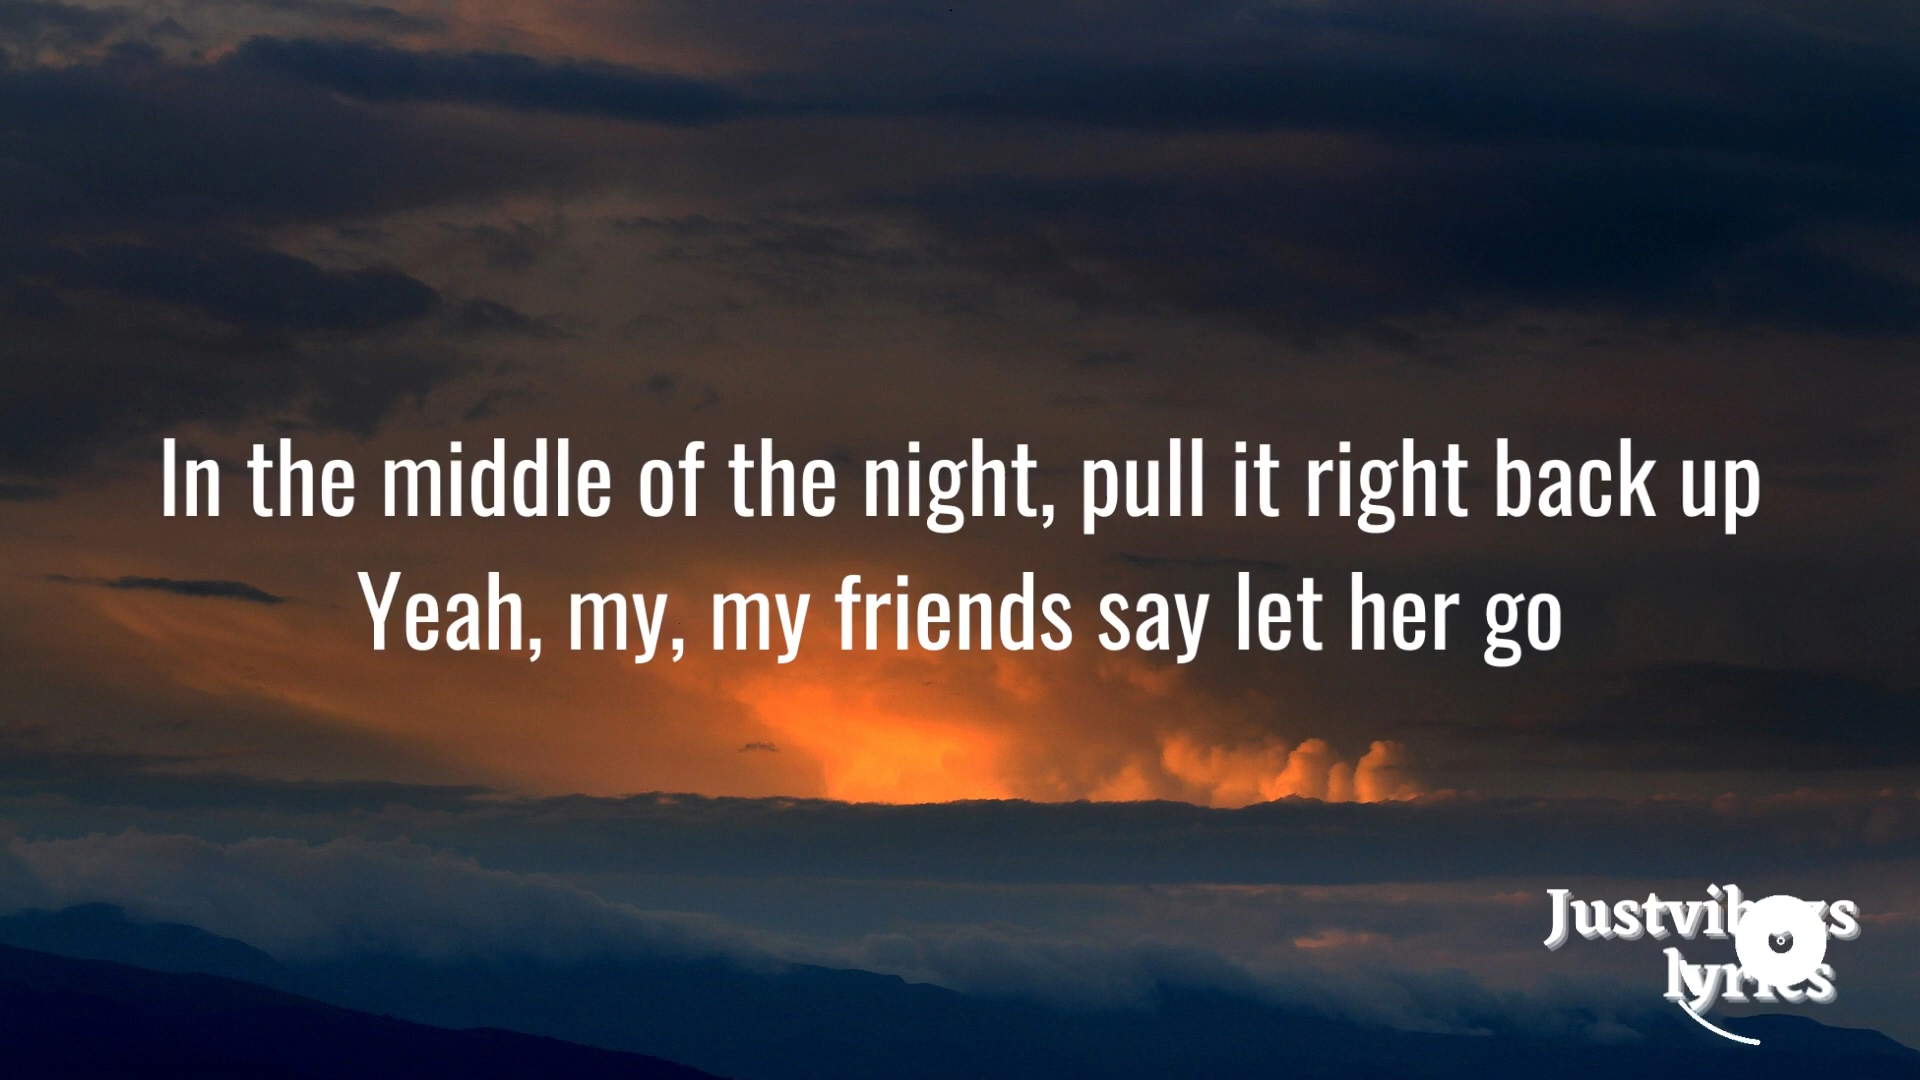 In the middle of the night, pull it right back up
Yeah, my, my friends say let her go
lyrics